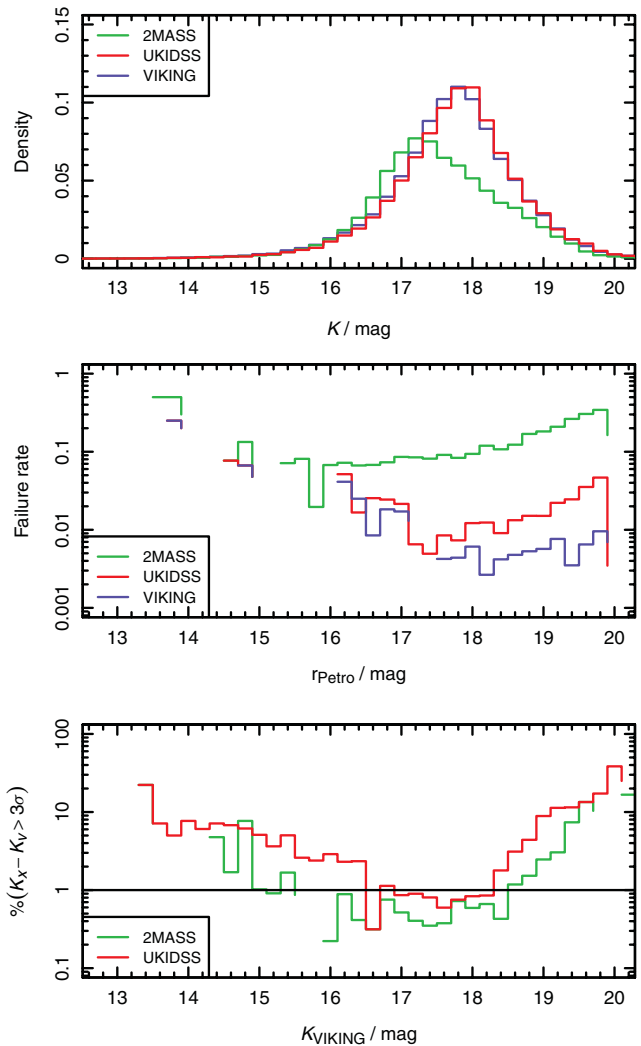 0.15
0.1
0.05
0
Density
2MASS
UKIDSS
VIKING
13 14 15 16 17 18 19 20
K / mag
1
0.1
0.01
0.001
Failure rate
2MASS
UKIDSS
VIKING
13 14 15 16 17 18 19 20
rPetro / mag
100
10
1
0.1
%(KX − KV > 3σ)
2MASS
UKIDSS
13 14 15 16 17 18 19 20
KVIKING / mag